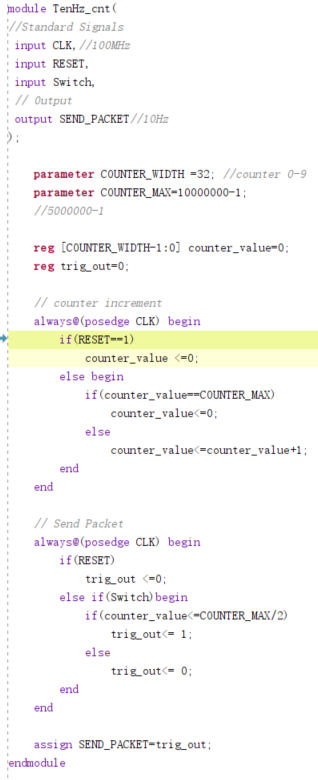 module TenHz_cnt(
//Standard Signals
input CLK,//100MHz
input RESET,
input Switch,
// Output
output SEND_PACKET//10Hz
);
parameter COUNTER_WIDTH =32; //counter 0-9
parameter COUNTER_MAX=10000000-1;
//5000000-1
reg [COUNTER_WIDTH-1:0] counter_value=0;
reg trig_out=0;
// counter increment
always@(posedge CLK) begin
if(RESET==1)
counter_value <=0;
else begin
if(counter_value==COUNTER_MAX)
counter_value<=0;
else
counter_value<=counter_value+1;
end
end
// Send Packet
always@(posedge CLK) begin
if(RESET)
trig_out <=0;
else if(Switch)begin
if(counter_value<=COUNTER_MAX/2)
trig_out<= 1;
else
trig_out<= 0;
end
end
assign SEND_PACKET=trig_out;
endmodule